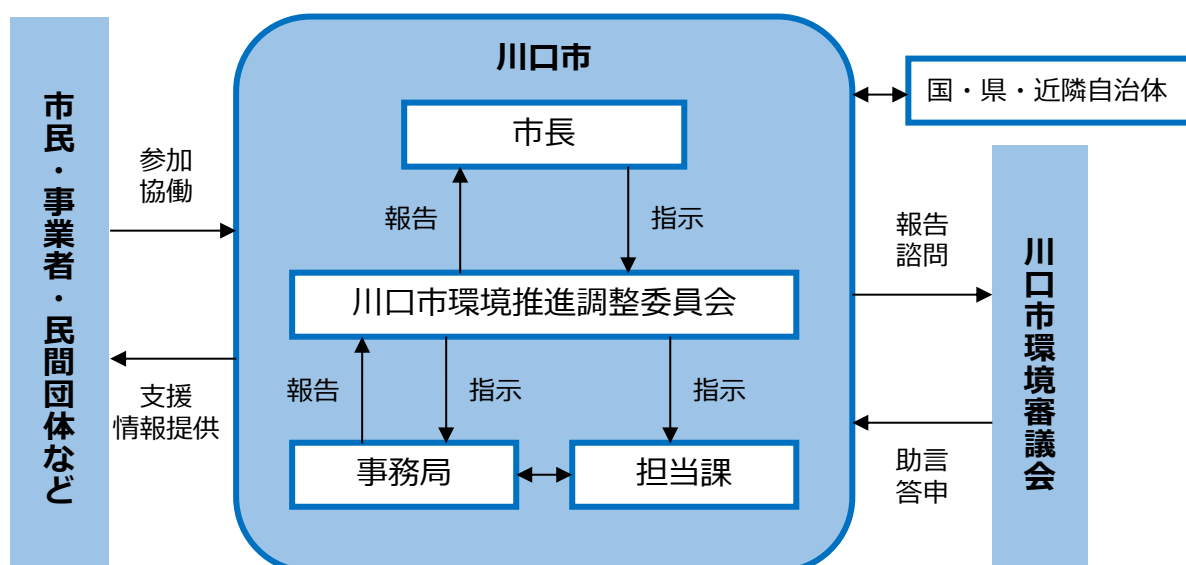 川口市
国・県・近隣自治体
市長
市民・事業者・民間団体など
参加
協働
報告
指示
報告
諮問
川口市環境推進調整委員会
川口市環境審議会
支援
情報提供
報告
指示
指示
事務局
担当課
助言
答申